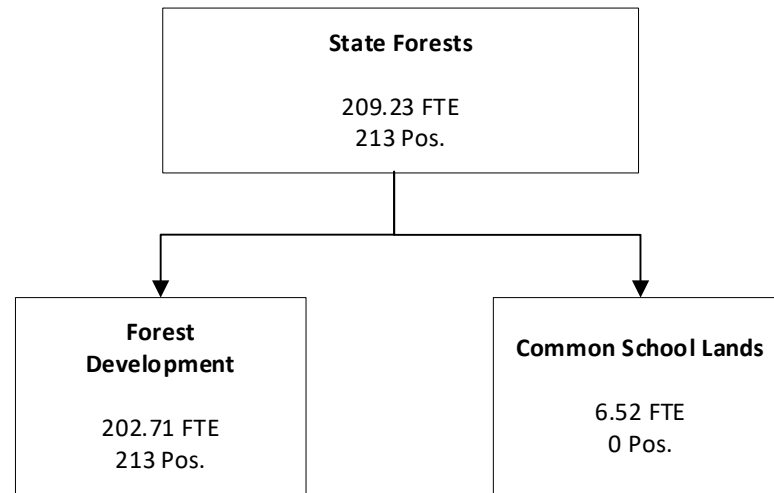 State Forests
209.23 FTE
213 Pos.
Forest
Development
202.71 FTE
213 Pos.
Common School Lands
6.52 FTE
0 Pos.